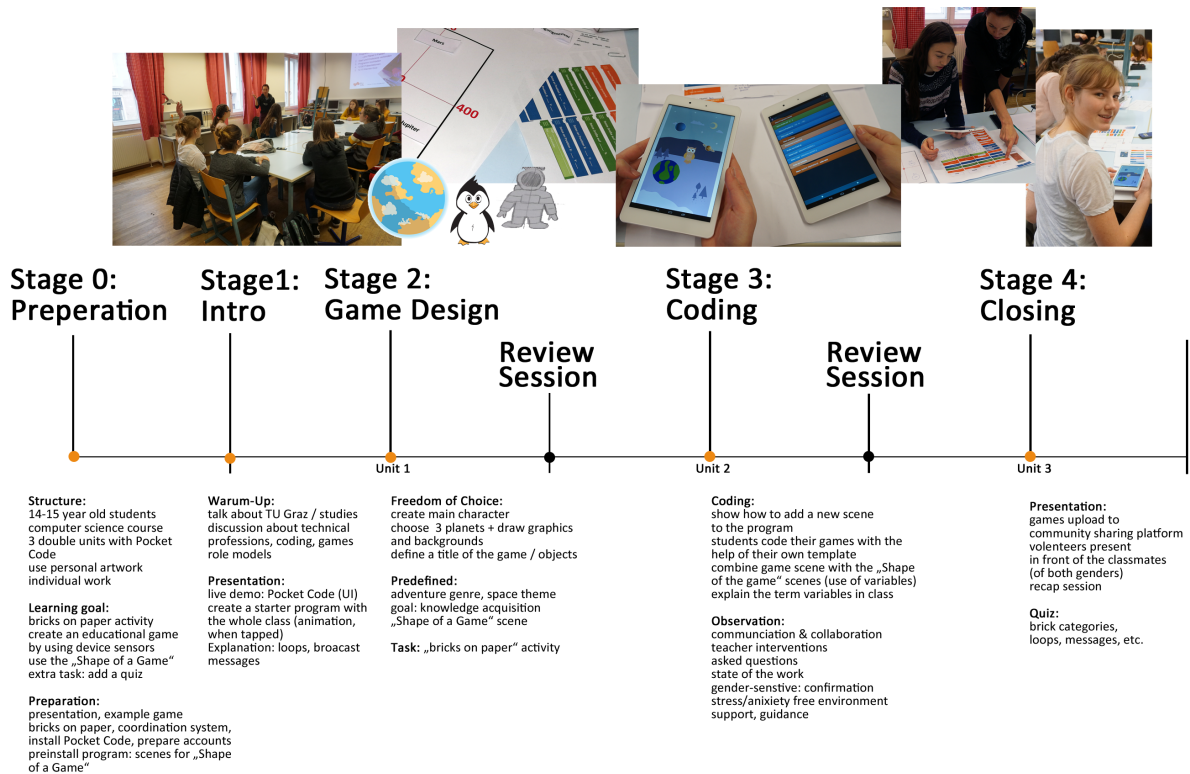 400
Jupiter
Stage 0:
Preperation
Stage1:
Intro
Stage 2:
Game Design
Review
Session
Stage 3:
Coding
Review
Session
Stage 4:
Closing
Unit 1
Unit 2
Unit 3
Structure:
14-15 year old students
computer science course
3 double units with Pocket
Code
use personal artwork
individual work
Learning goal:
bricks on paper activity
create an educational game
by using device sensors
use the „Shape of a Game“
extra task: add a quiz
Preparation:
presentation, example game
bricks on paper, coordination system,
install Pocket Code, prepare accounts
preinstall program: scenes for „Shape
of a Game“
Warum-Up:
talk about TU Graz / studies
discussion about technical
professions, coding, games
role models
Presentation:
live demo: Pocket Code (UI)
create a starter program with
the whole class (animation,
when tapped)
Explanation: loops, broacast
messages
Freedom of Choice:
create main character
choose 3 planets + draw graphics
and backgrounds
define a title of the game / objects
Predefined:
adventure genre, space theme
goal: knowledge acquisition
„Shape of a Game“ scene
Task: „bricks on paper“ activity
Coding:
show how to add a new scene
to the program
students code their games with the
help of their own template
combine game scene with the „Shape
of the game“ scenes (use of variables)
explain the term variables in class
Observation:
communciation & collaboration
teacher interventions
asked questions
state of the work
gender-senstive: confirmation
stress/anixiety free environment
support, guidance
Presentation:
games upload to
community sharing platform
volenteers present
in front of the classmates
(of both genders)
recap session
Quiz:
brick categories,
loops, messages, etc.